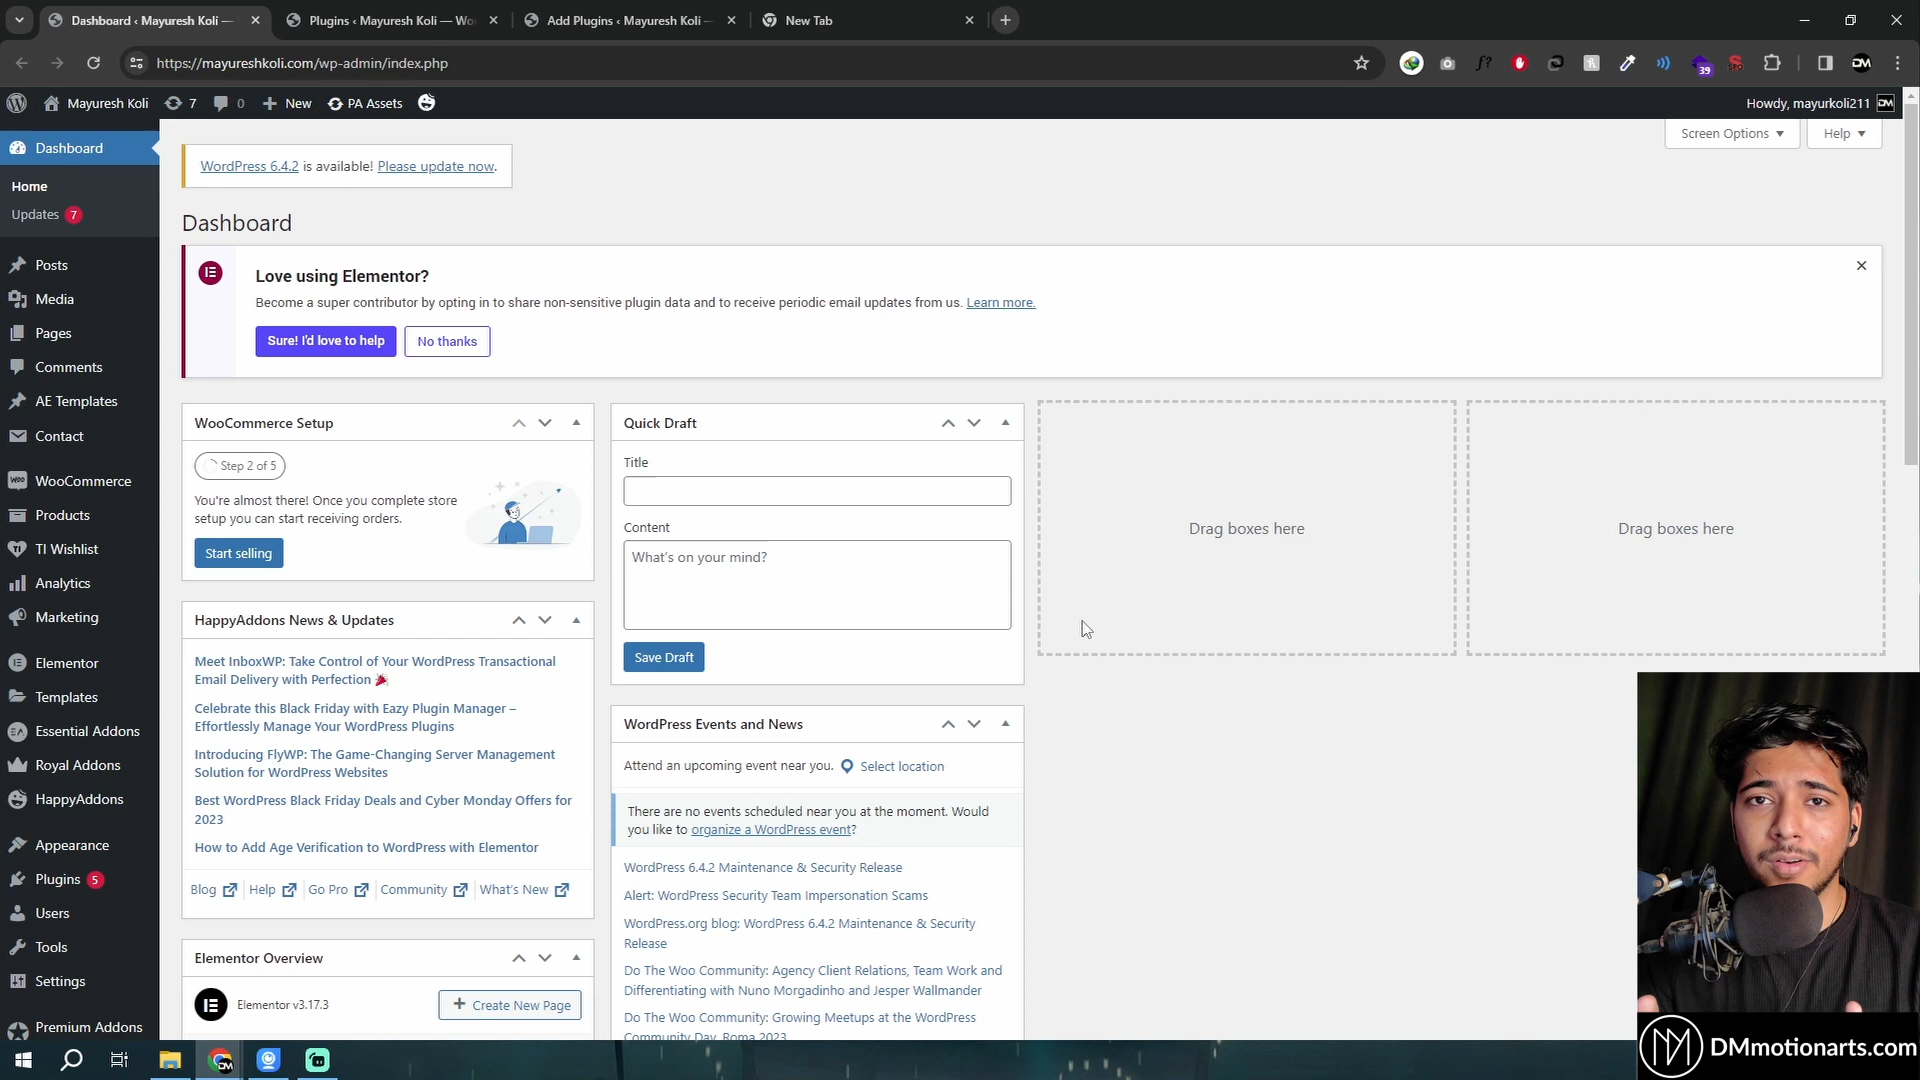 Dashboard ‹ Mayuresh Koli —
Plugins ‹ Mayuresh Koli — Wo
Add Plugins ‹ Mayuresh Koli —
New Tab
https://mayureshkoli.com/wp-admin/index.php
39
Mayuresh Koli
7
0
New
PA Assets
Howdy, mayurkoli211
Dashboard
Home
Updates 7
Posts
Media
Pages
Comments
AE Templates
Contact
WooCommerce
Products
TI Wishlist
Analytics
Marketing
Elementor
Templates
Essential Addons
Royal Addons
HappyAddons
Appearance
Plugins 5
Users
Tools
Settings
Premium Addons
Screen Options
Help
WordPress 6.4.2 is available! Please update now.
Dashboard
Love using Elementor?
Become a super contributor by opting in to share non-sensitive plugin data and to receive periodic email updates from us. Learn more.
Sure! I'd love to help
No thanks
WooCommerce Setup
Step 2 of 5
You're almost there! Once you complete store
setup you can start receiving orders.
Start selling
HappyAddons News & Updates
Meet InboxWP: Take Control of Your WordPress Transactional
Email Delivery with Perfection
Celebrate this Black Friday with Eazy Plugin Manager –
Effortlessly Manage Your WordPress Plugins
Introducing FlyWP: The Game-Changing Server Management
Solution for WordPress Websites
Best WordPress Black Friday Deals and Cyber Monday Offers for
2023
How to Add Age Verification to WordPress with Elementor
Blog
Help
Go Pro
Community
What's New
Elementor Overview
Elementor v3.17.3
Create New Page
Quick Draft
Title
Content
What's on your mind?
Save Draft
WordPress Events and News
Attend an upcoming event near you.
Select location
There are no events scheduled near you at the moment. Would
you like to organize a WordPress event?
WordPress 6.4.2 Maintenance & Security Release
Alert: WordPress Security Team Impersonation Scams
WordPress.org blog: WordPress 6.4.2 Maintenance & Security
Release
Do The Woo Community: Agency Client Relations, Team Work and
Differentiating with Nuno Morgadinho and Jesper Wallmander
Do The Woo Community: Growing Meetups at the WordPress
Community Day, Roma 2023
Drag boxes here
Drag boxes here
DMmotionarts.com